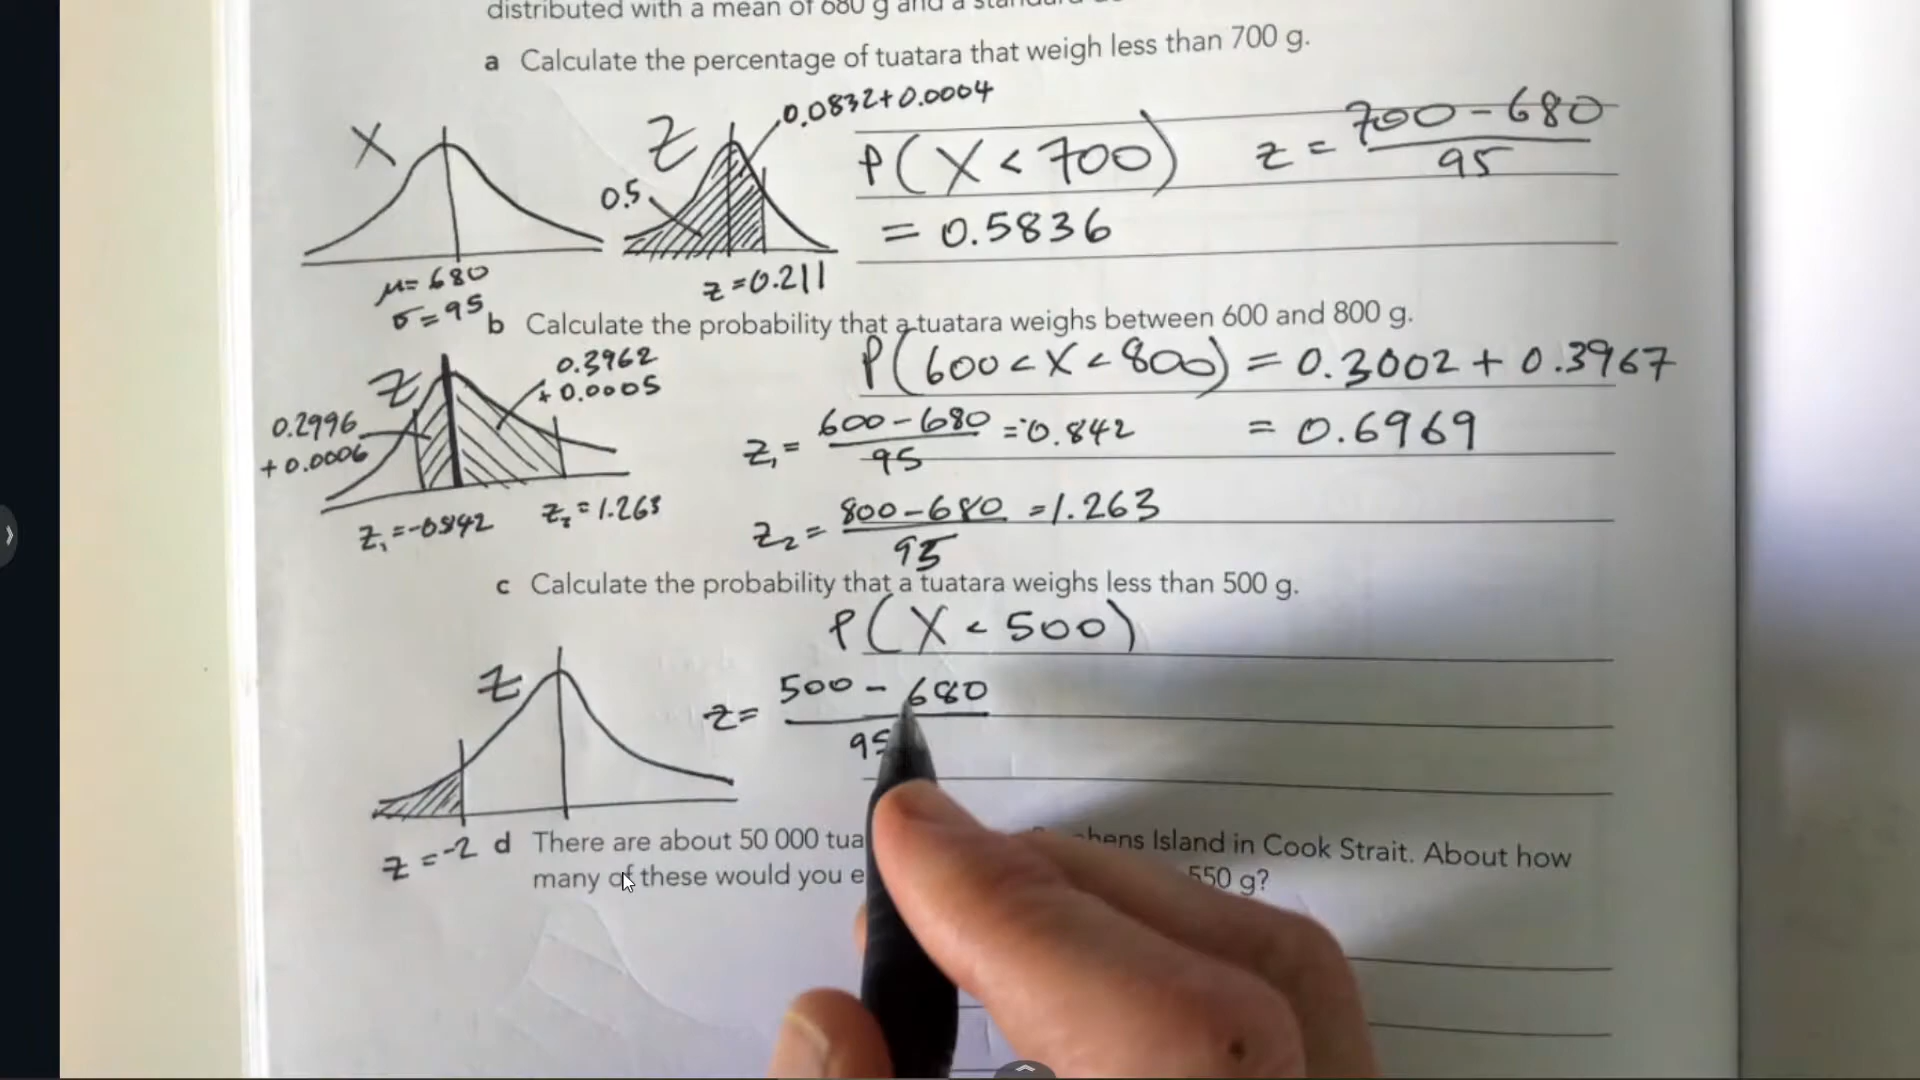 distributed with a mean of 680 g and a
a Calculate the percentage of tuatara that weigh less than 700 g.
0.0832+0.0004
X
Z
0.5
P(X < 700)
= 0.5836
z = 700 - 680
95
μ= 680
σ=95
z=0.211
b Calculate the probability that a tuatara weighs between 600 and 800 g.
P(600 < X < 800) = 0.3002 + 0.3967
= 0.6969
Z
0.3962
+ 0.0005
0.2996
+ 0.0006
z₁ = 600 - 680 = -0.842
95
z₁ = -0.842
z₂ = 1.263
z₂ = 800 - 680 = 1.263
95
c Calculate the probability that a tuatara weighs less than 500 g.
P(X < 500)
Z
z = 500 - 680
95
z = -2
d There are about 50 000 Island in Cook Strait. About how
many of these would you 550 g?